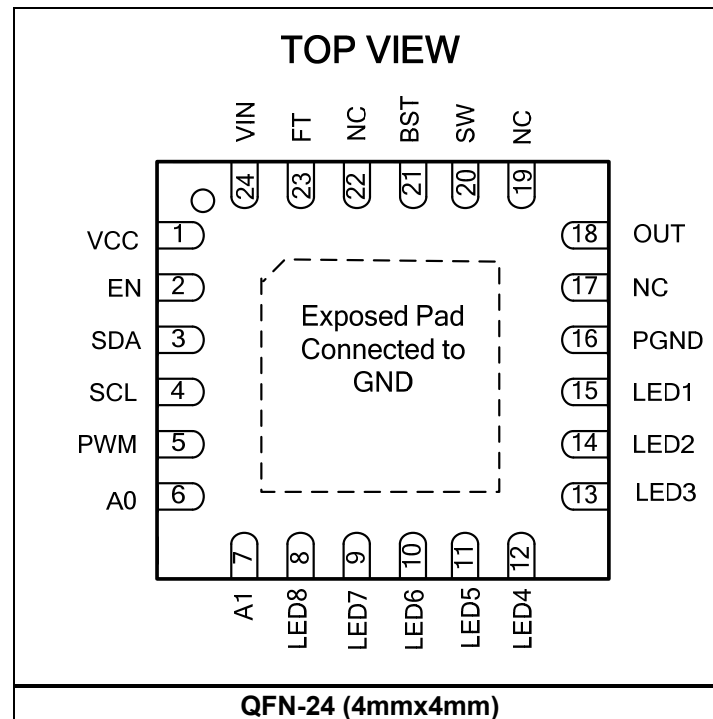 TOP VIEW
VIN FT NC BST SW NC
24 23 22 21 20 19
VCC 1
EN 2
SDA 3
SCL 4
PWM 5
A0 6
18 OUT
17 NC
16 PGND
15 LED1
14 LED2
13 LED3
Exposed Pad
Connected to
GND
7 8 9 10 11 12
A1 LED8 LED7 LED6 LED5 LED4
QFN-24 (4mmx4mm)